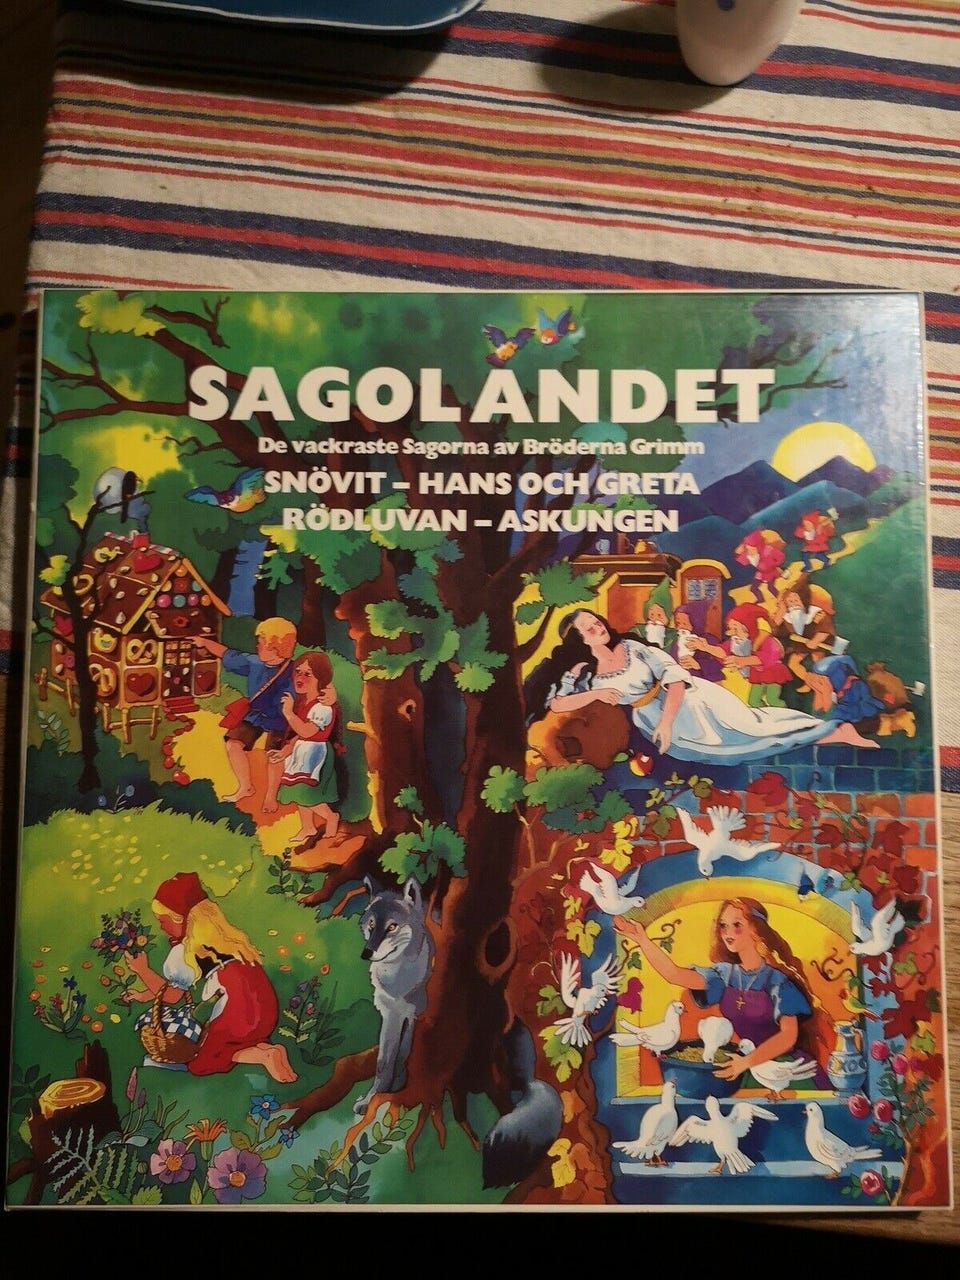 SAGOLANDET
De vackraste Sagorna av Bröderna Grimm
SNÖVIT – HANS OCH GRETA
RÖDLUVAN – ASKUNGEN